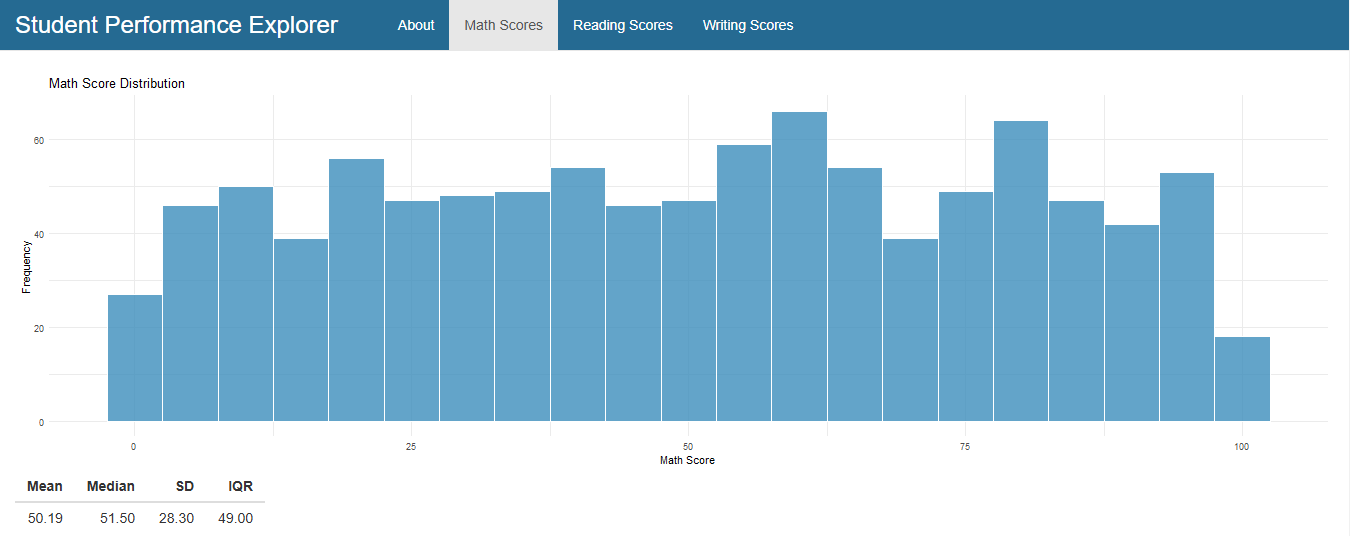 Student Performance Explorer About Math Scores Reading Scores Writing Scores
Math Score Distribution
60
40
20
0
Frequency
0 25 50 75 100
Math Score
Mean Median SD IQR
50.19 51.50 28.30 49.00